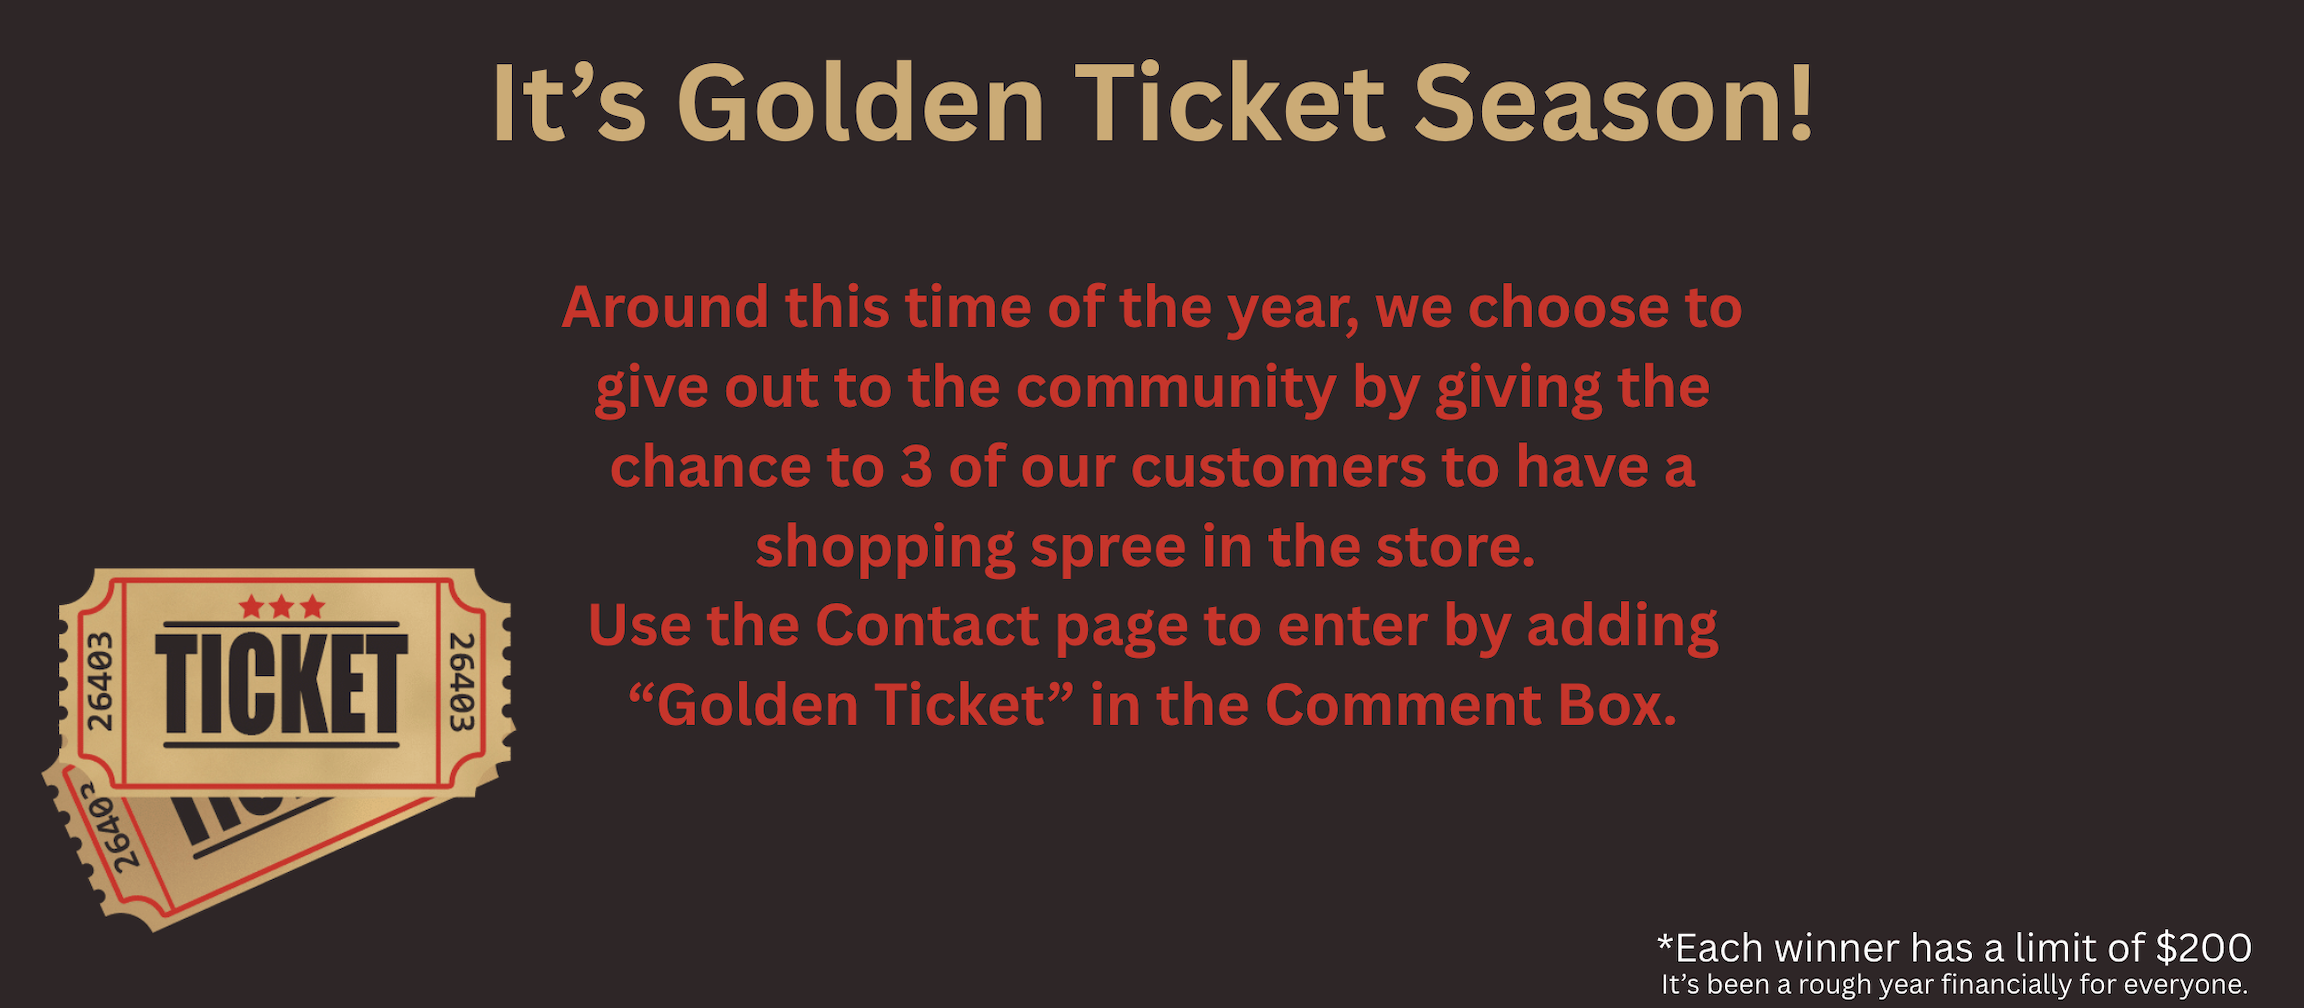 It’s Golden Ticket Season!
Around this time of the year, we choose to
give out to the community by giving the
chance to 3 of our customers to have a
shopping spree in the store.
Use the Contact page to enter by adding
“Golden Ticket” in the Comment Box.
26403
TICKET
26403
26403
*Each winner has a limit of $200
It’s been a rough year financially for everyone.